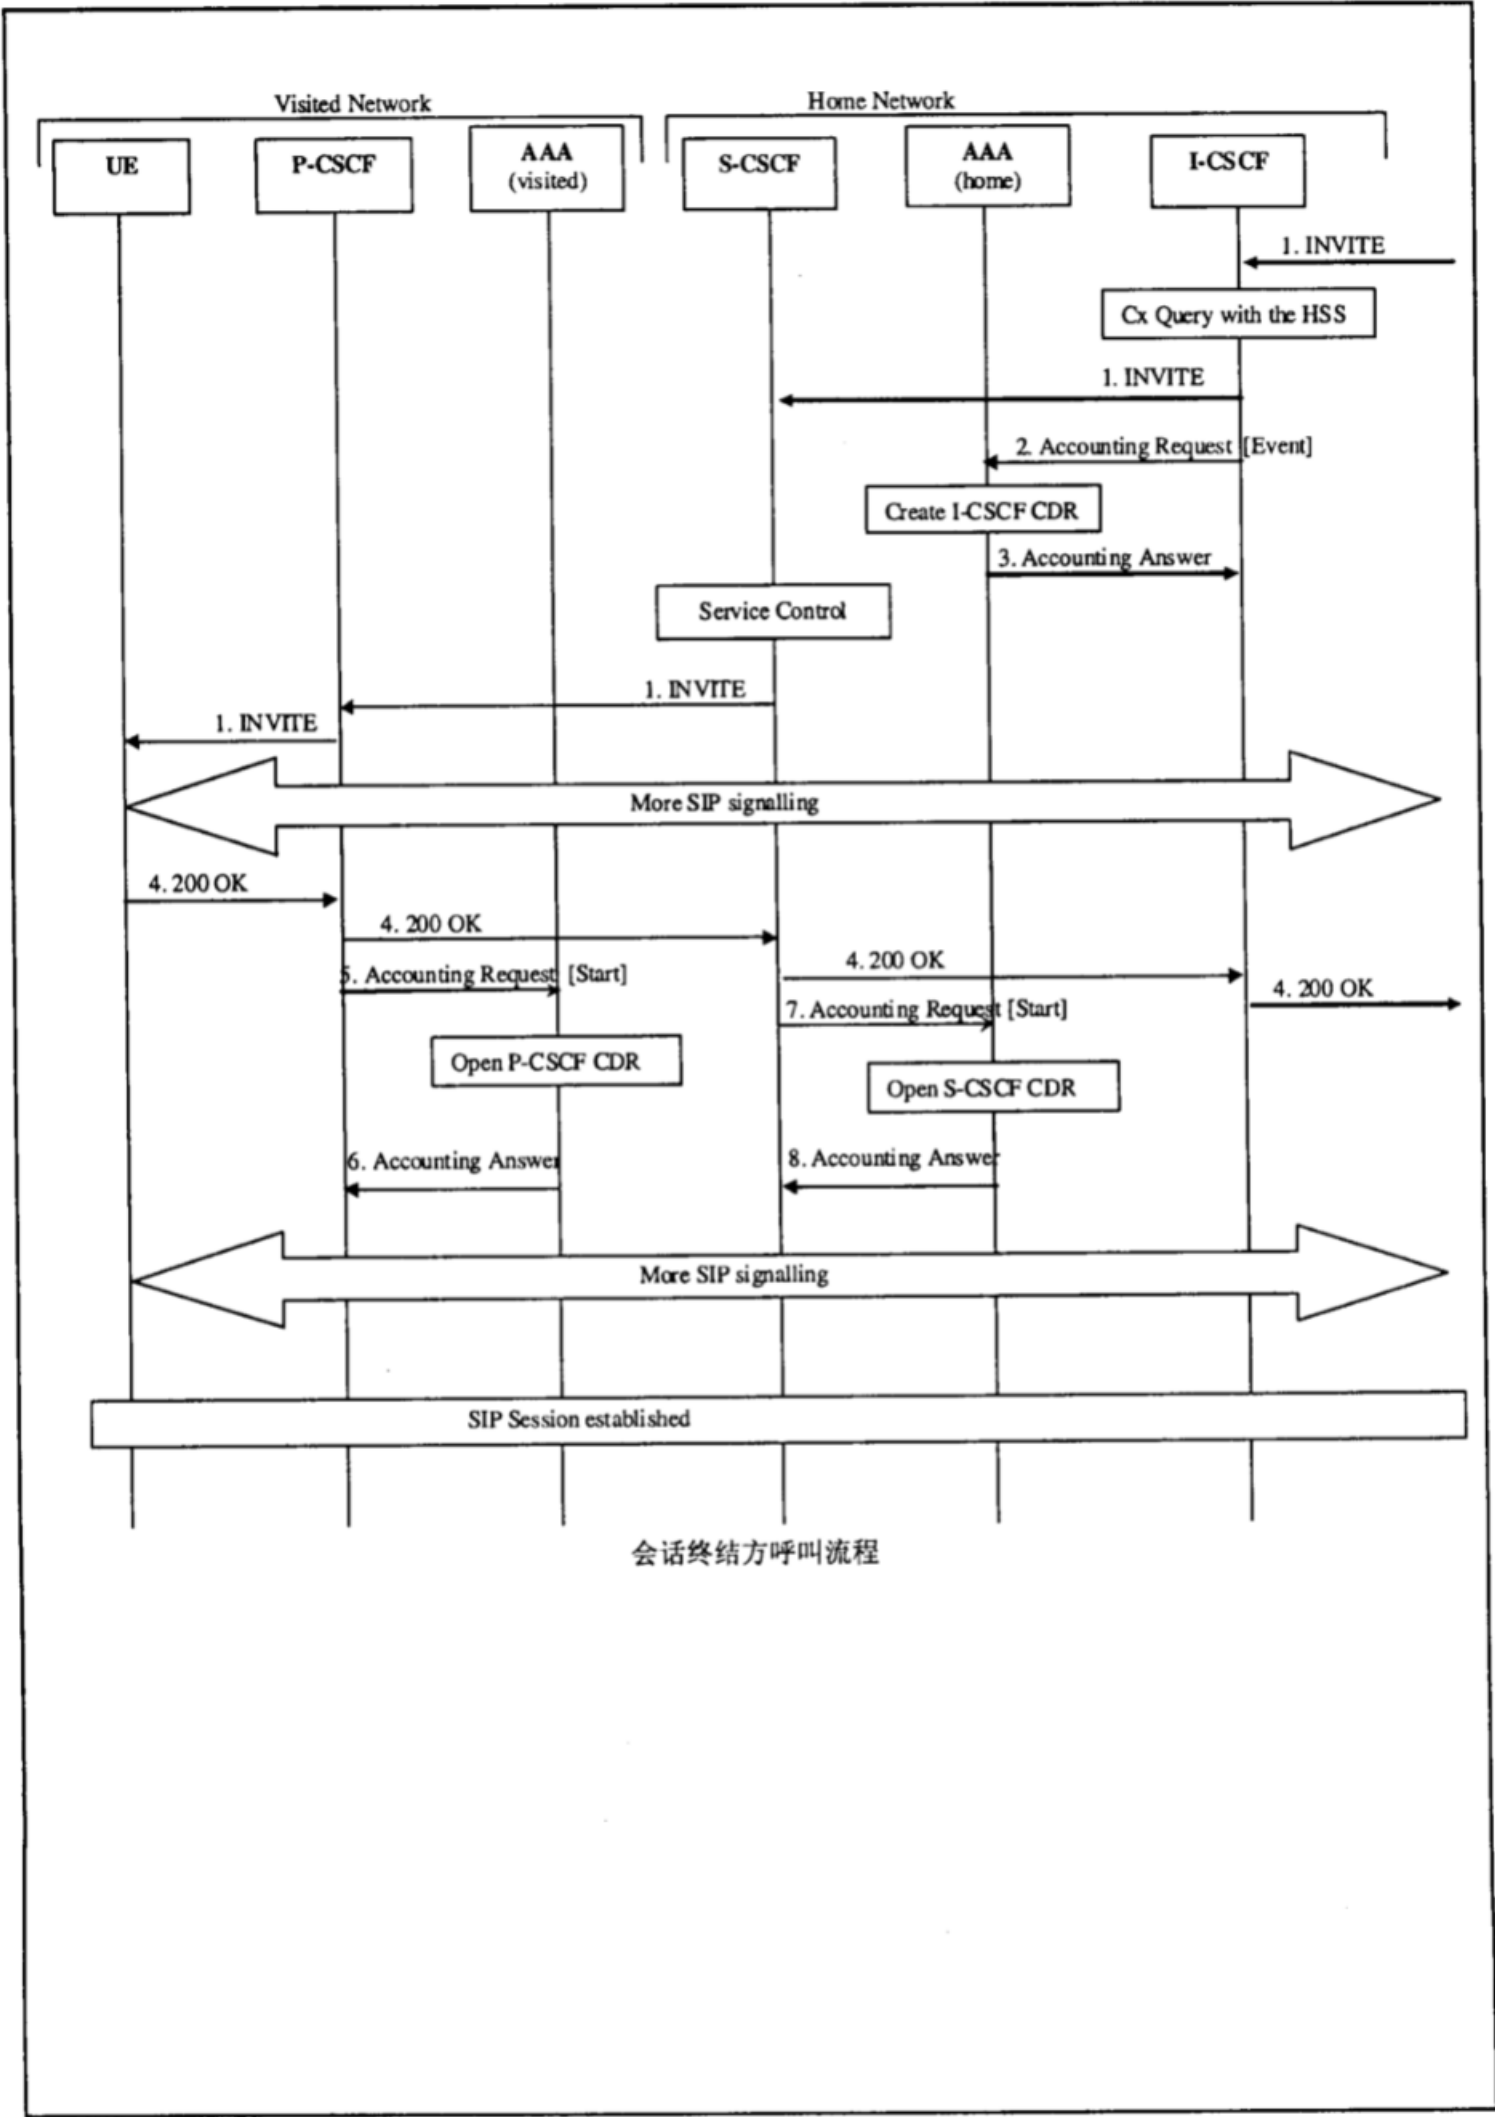 Visited Network
Home Network
UE
P-CSCF
AAA
(visited)
S-CSCF
AAA
(home)
I-CSCF
1. INVITE
Cx Query with the HSS
1. INVITE
2. Accounting Request [Event]
Create I-CSCF CDR
3. Accounting Answer
Service Control
1. INVITE
1. INVITE
More SIP signalling
4. 200 OK
4. 200 OK
4. 200 OK
5. Accounting Request [Start]
4. 200 OK
7. Accounting Request [Start]
Open P-CSCF CDR
Open S-CSCF CDR
6. Accounting Answer
8. Accounting Answer
More SIP signalling
SIP Session established
会话终结方呼叫流程